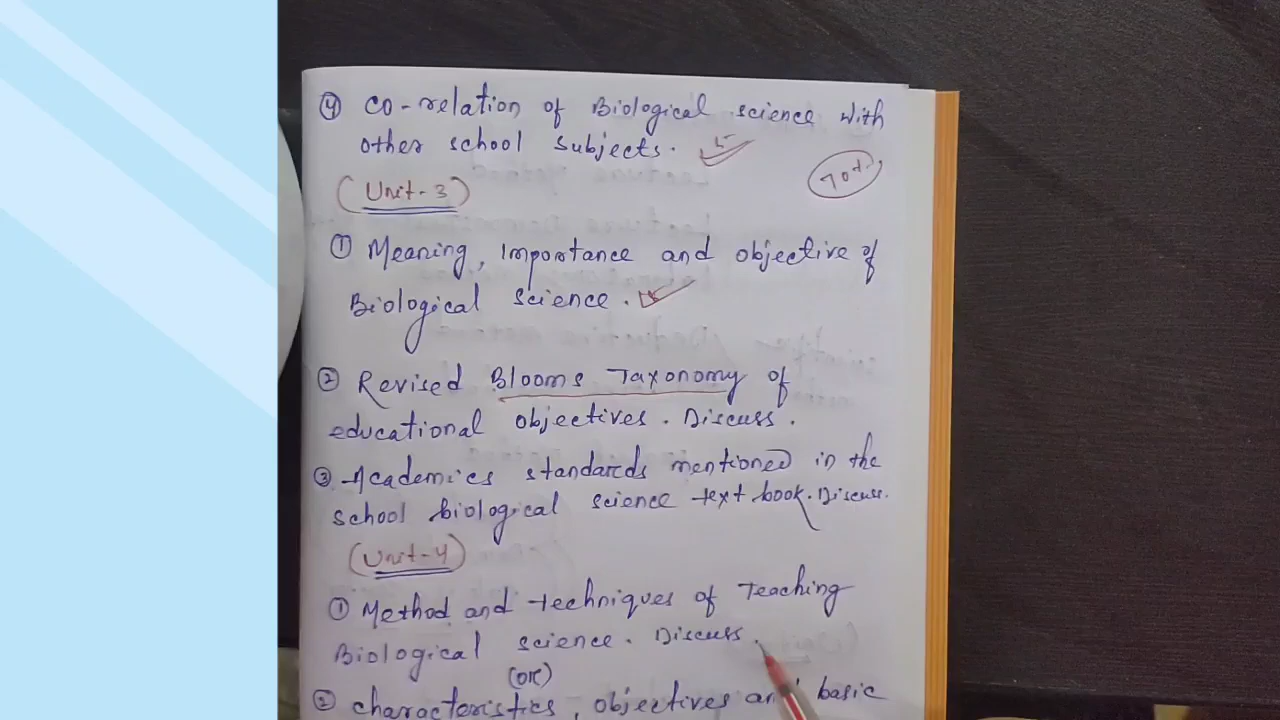 ④ Co-relation of Biological science with
other school subjects.
70%
(Unit-3)
① Meaning, Importance and objective of
Biological science.
② Revised Blooms Taxonomy of
educational objectives. Discuss.
③ Academics standards mentioned in the
school biological science text book. Discuss.
(Unit-4)
① Method and techniques of Teaching
Biological science. Discuss.
(or)
② characteristics, objectives and basic